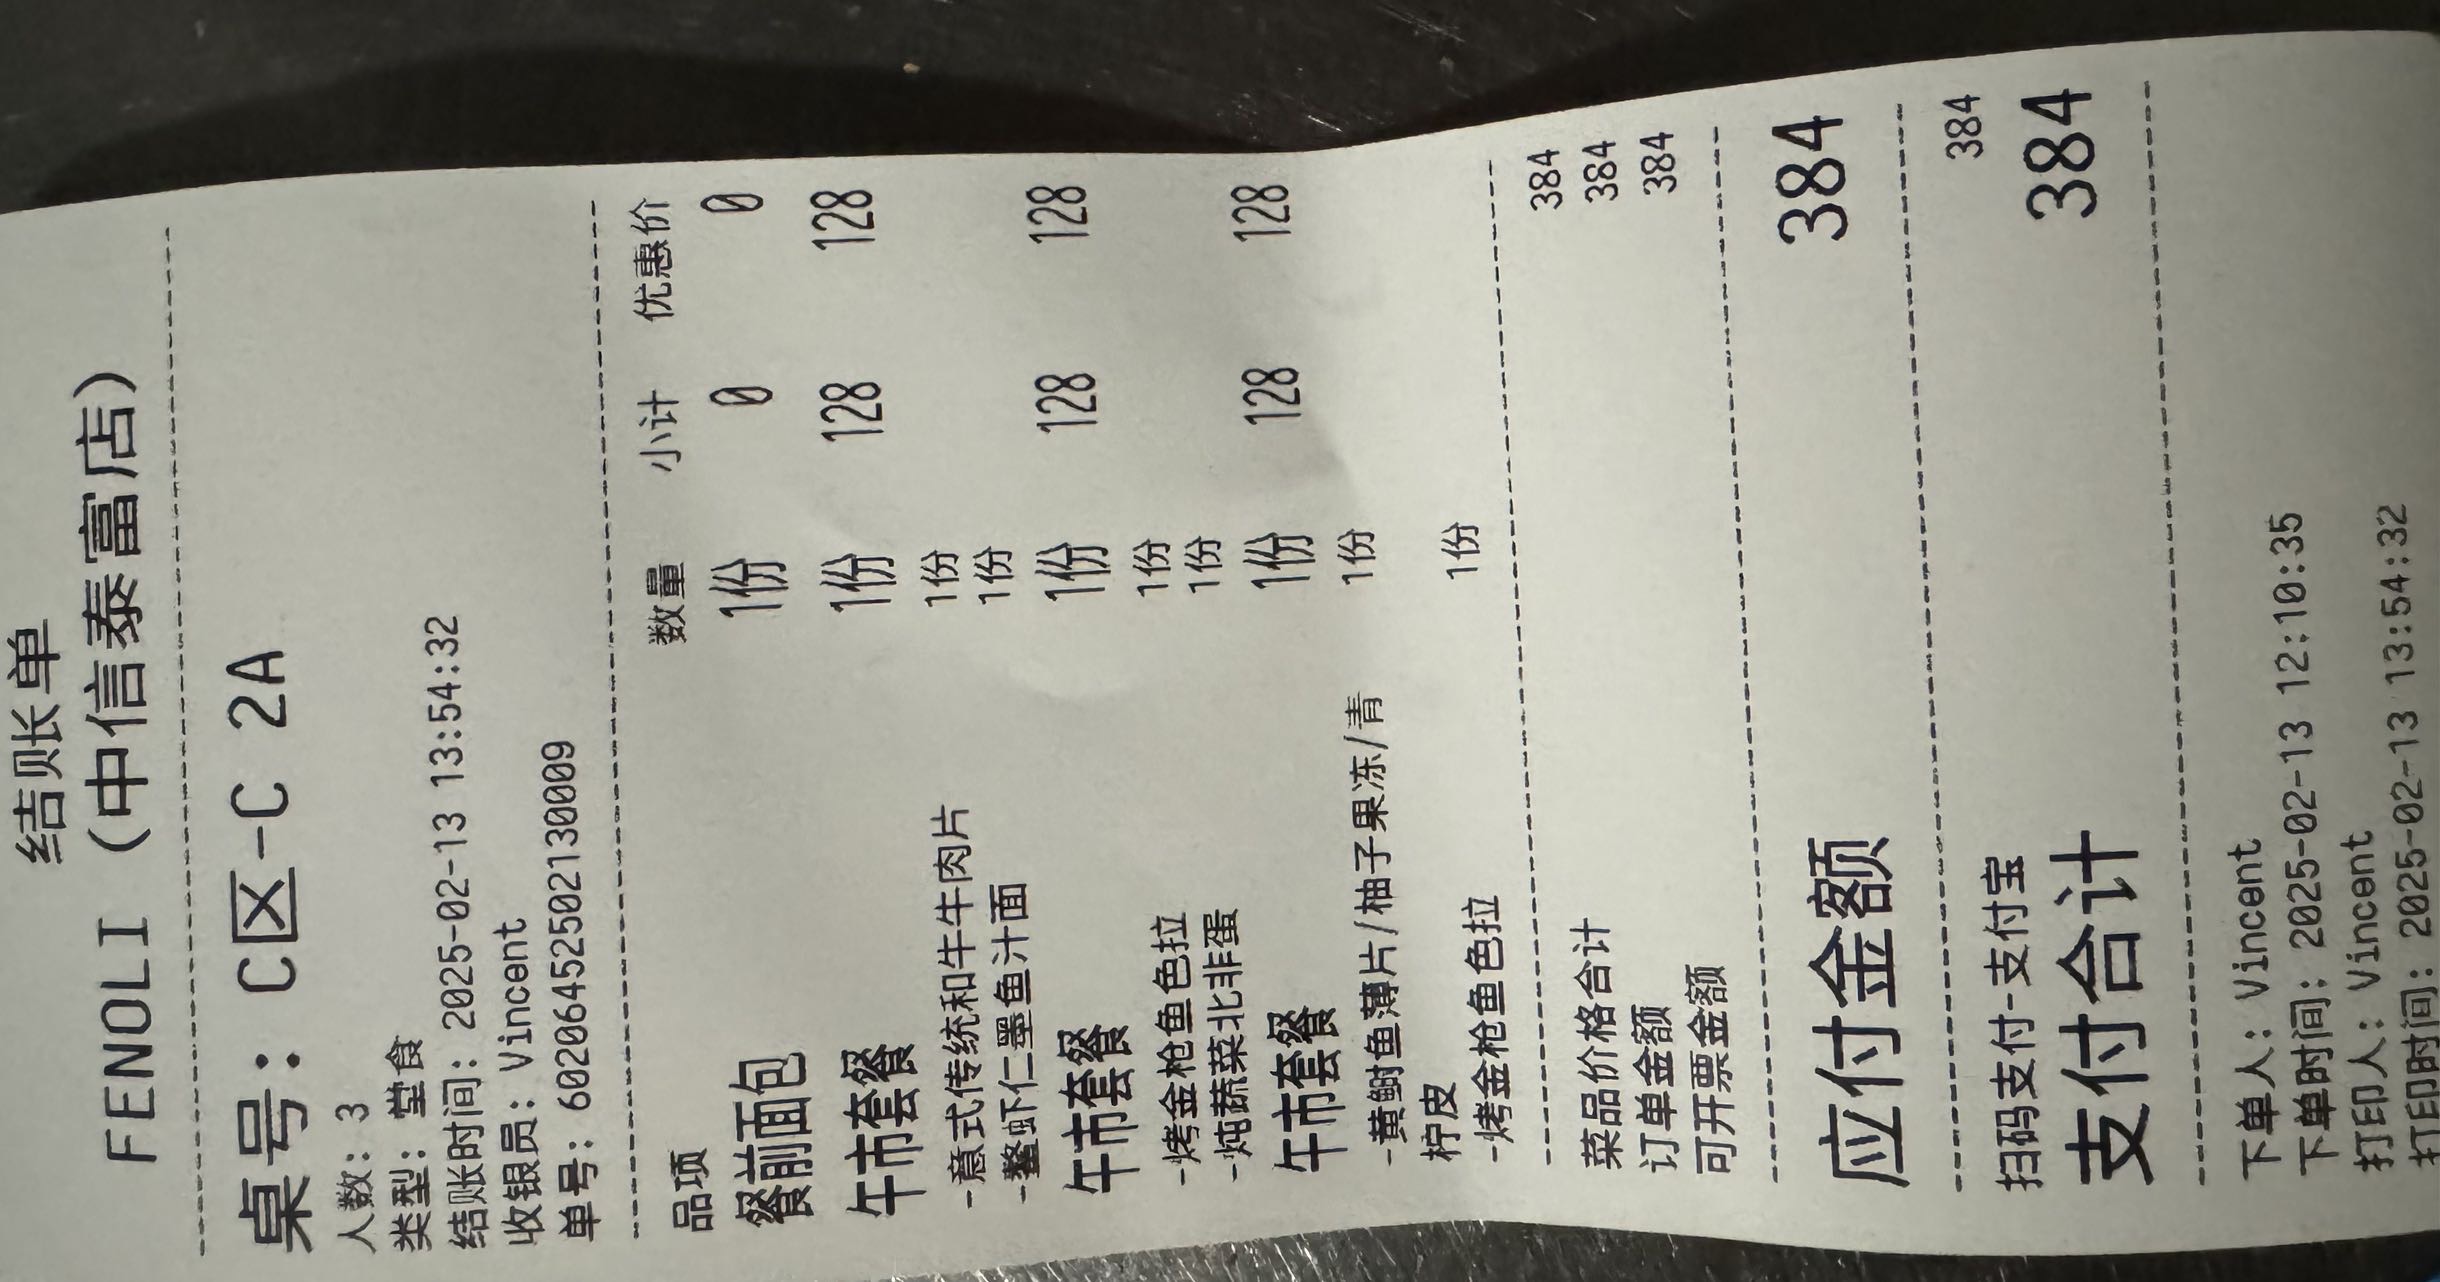 结账单
FENOLI (中信泰富店)
桌号: C区-C 2A
人数: 3
类型: 堂食
结账时间: 2025-02-13 13:54:32
收银员: Vincent
单号: 60206452502130009
品项 数量 小计 优惠价
餐前面包 1份 0 0
午市套餐 1份 128 128
-意式传统和牛牛肉片 1份
-鳌虾仁墨鱼汁面 1份
午市套餐 1份 128 128
-烤金枪鱼色拉 1份
-炖蔬菜北非蛋 1份
午市套餐 1份 128 128
-黄鰤鱼薄片/柚子果冻/青 1份
柠皮
-烤金枪鱼色拉 1份
菜品价格合计 384
订单金额 384
可开票金额 384
应付金额 384
扫码支付-支付宝 384
支付合计 384
下单人: Vincent
下单时间: 2025-02-13 12:10:35
打印人: Vincent
打印时间: 2025-02-13 13:54:32